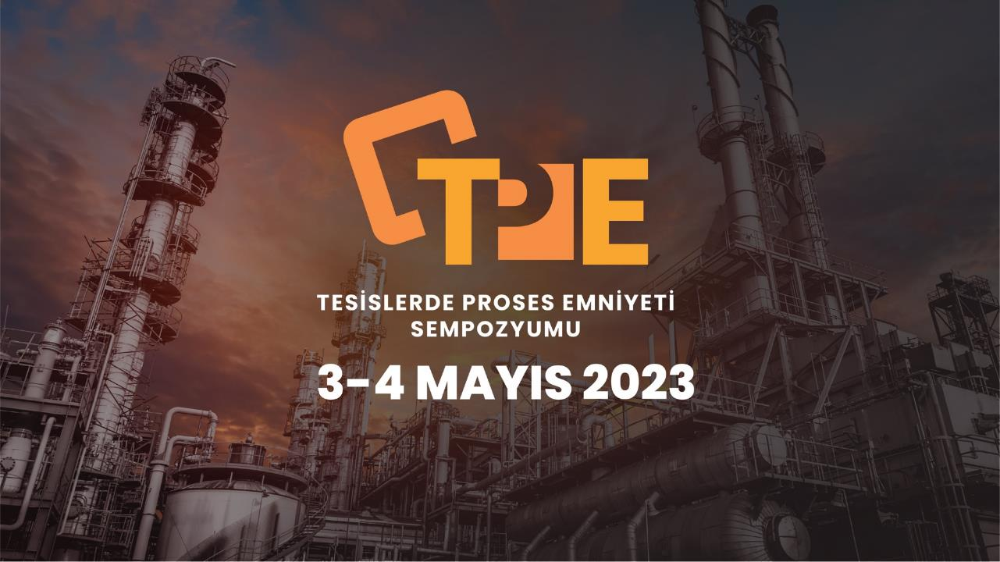 TPE
TESİSLERDE PROSES EMNİYETİ
SEMPOZYUMU
3-4 MAYIS 2023